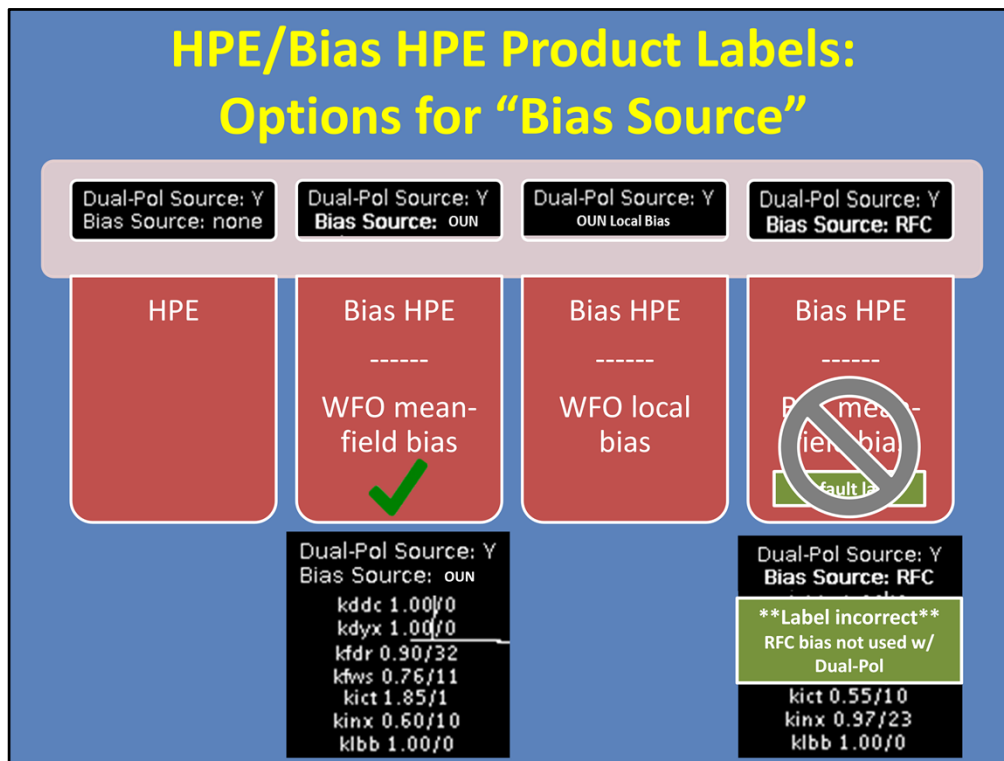 HPE/Bias HPE Product Labels:
Options for “Bias Source”
Dual-Pol Source: Y
Bias Source: none
Dual-Pol Source: Y
Bias Source: OUN
Dual-Pol Source: Y
OUN Local Bias
Dual-Pol Source: Y
Bias Source: RFC
HPE
Bias HPE
------
WFO mean-
field bias
Bias HPE
------
WFO local
bias
Bias HPE
------
mean-
field bias
Dual-Pol Source: Y
Bias Source: OUN
kddc 1.00/0
kdyx 1.00/0
kfdr 0.90/32
kfws 0.76/11
kict 1.85/1
kinx 0.60/10
klbb 1.00/0
Dual-Pol Source: Y
Bias Source: RFC
**Label incorrect**
RFC bias not used w/
Dual-Pol
kict 0.55/10
kinx 0.97/23
klbb 1.00/0